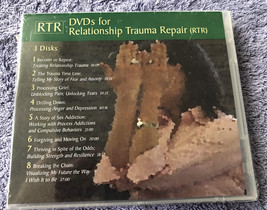 RTR DVDs for
Relationship Trauma Repair (RTR)
3 Disks
1 Recover or Repeat:
Treating Relationship Trauma
2 The Trauma Time Line:
Telling My Story of Fear and Anxiety
3 Processing Grief:
Unblocking Pain, Unlocking Tears
4 Drilling Down:
Processing Anger and Depression
5 A Story of Sex Addiction:
Working with Process Addictions
and Compulsive Behaviors
6 Forgiving and Moving On
7 Thriving in Spite of the Odds:
Building Strength and Resilience
8 Breaking the Chain:
Visualizing My Future the Way
I Wish it to Be 27:00